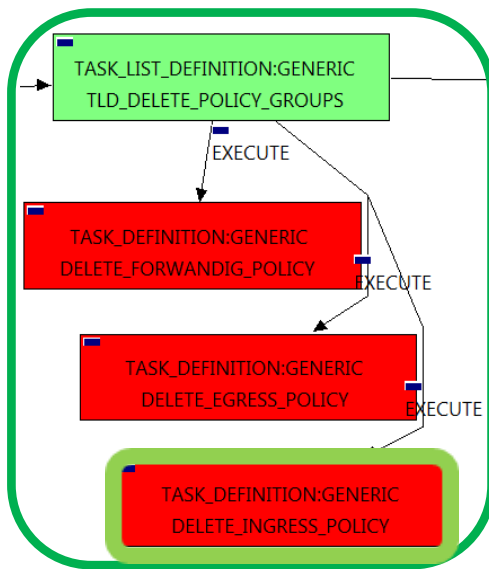 TASK_LIST_DEFINITION:GENERIC
TLD_DELETE_POLICY_GROUPS
EXECUTE
TASK_DEFINITION:GENERIC
DELETE_FORWANDIG_POLICY
EXECUTE
TASK_DEFINITION:GENERIC
DELETE_EGRESS_POLICY
EXECUTE
TASK_DEFINITION:GENERIC
DELETE_INGRESS_POLICY